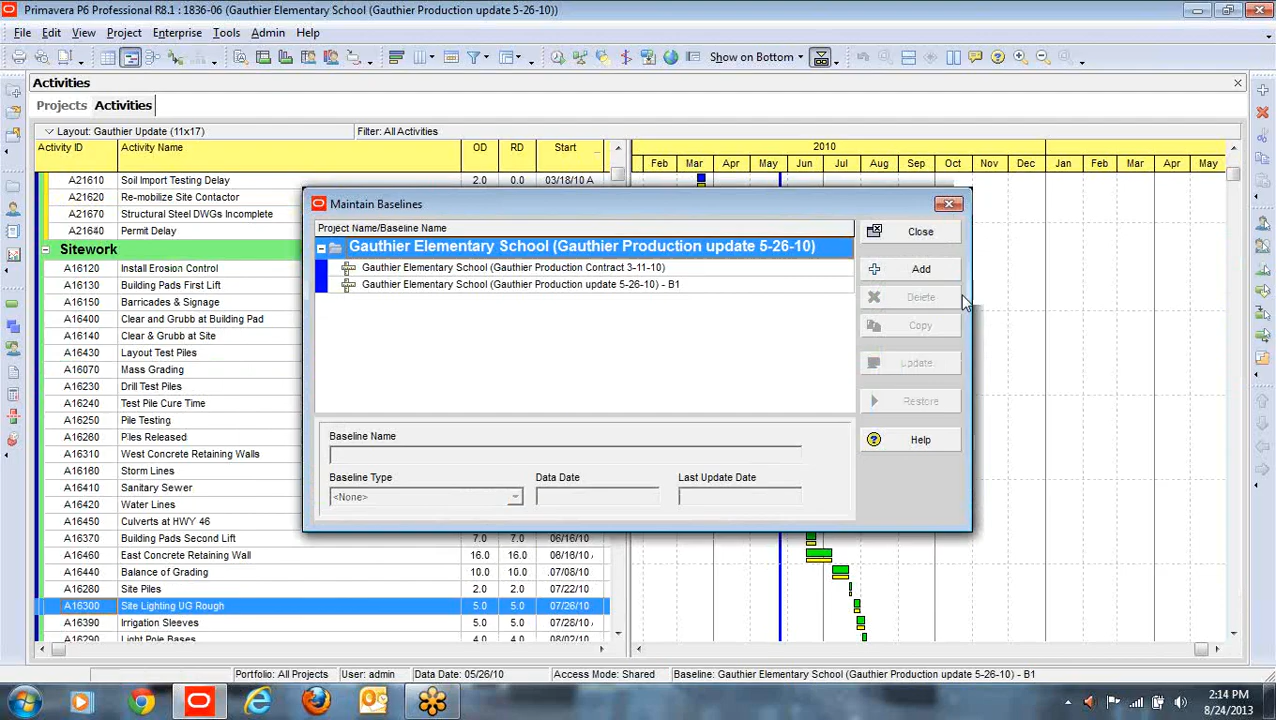 Primavera P6 Professional R8.1 : 1836-06 (Gauthier Elementary School (Gauthier Production update 5-26-10))
File Edit View Project Enterprise Tools Admin Help
Show on Bottom
Activities
Projects Activities
Layout: Gauthier Update (11x17) Filter: All Activities
Activity ID Activity Name OD RD Start 2010
Feb Mar Apr May Jun Jul Aug Sep Oct Nov Dec Jan Feb Mar Apr May
A21610 Soil Import Testing Delay 2.0 0.0 03/18/10 A
A21620 Re-mobilize Site Contactor
A21670 Structural Steel DWGs Incomplete
A21640 Permit Delay
Sitework
A16120 Install Erosion Control
A16130 Building Pads First Lift
A16150 Barricades & Signage
A16400 Clear and Grubb at Building Pad
A16140 Clear & Grubb at Site
A16430 Layout Test Piles
A16070 Mass Grading
A16230 Drill Test Piles
A16240 Test Pile Cure Time
A16250 Pile Testing
A16260 Piles Released
A16310 West Concrete Retaining Walls
A16160 Storm Lines
A16410 Sanitary Sewer
A16420 Water Lines
A16350 Culverts at HWY 46
A16370 Building Pads Second Lift 7.0 7.0 06/16/10
A16460 East Concrete Retaining Wall 16.0 16.0 06/18/10
A16440 Balance of Grading 10.0 10.0 07/08/10
A16280 Site Piles 2.0 2.0 07/22/10
A16300 Site Lighting UG Rough 5.0 5.0 07/26/10
A16390 Irrigation Sleeves 5.0 5.0 07/28/10
A16290 Light Pole Bases 4.0 4.0 08/02/10
Maintain Baselines
Project Name/Baseline Name
Gauthier Elementary School (Gauthier Production update 5-26-10)
Gauthier Elementary School (Gauthier Production Contract 3-11-10)
Gauthier Elementary School (Gauthier Production update 5-26-10) - B1
Close
Add
Delete
Copy
Update
Restore
Help
Baseline Name
Baseline Type Data Date Last Update Date
<None>
Portfolio: All Projects User: admin Data Date: 05/26/10 Access Mode: Shared Baseline: Gauthier Elementary School (Gauthier Production update 5-26-10) - B1
2:14 PM
8/24/2013